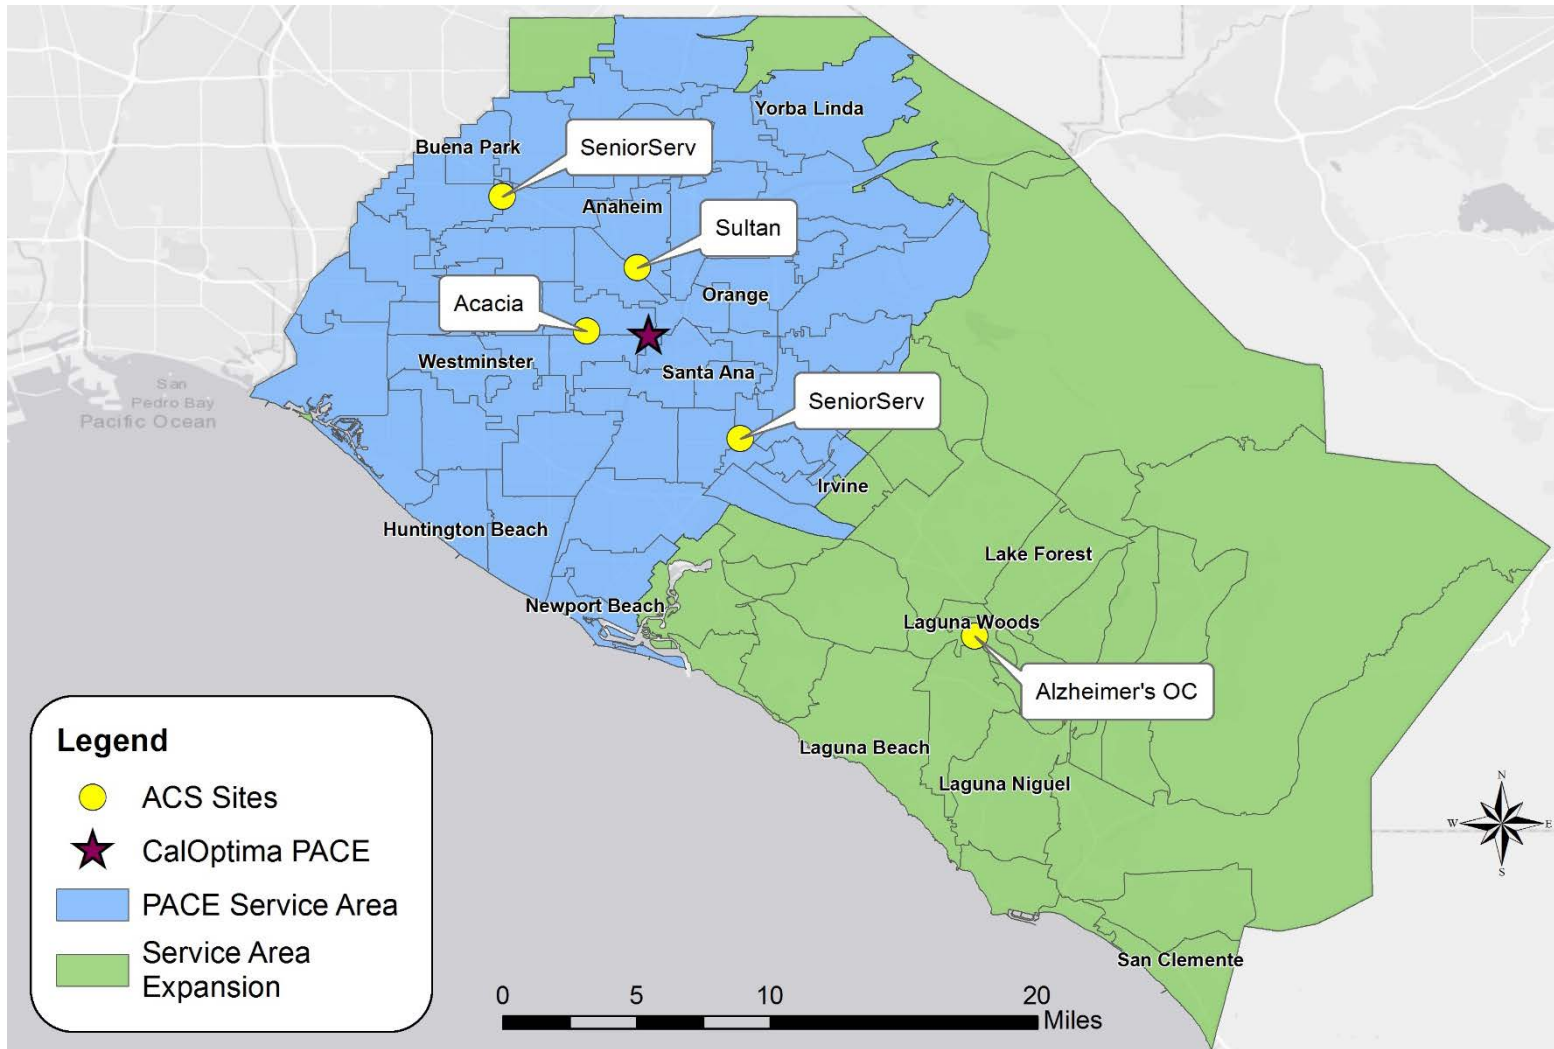 Yorba Linda
Buena Park
SeniorServ
Anaheim
Sultan
Orange
Acacia
Westminster
Santa Ana
San
Pedro Bay
Pacific Ocean
SeniorServ
Irvine
Huntington Beach
Lake Forest
Newport Beach
Laguna Woods
Alzheimer's OC
Laguna Beach
Laguna Niguel
San Clemente
Legend
ACS Sites
CalOptima PACE
PACE Service Area
Service Area
Expansion
0 5 10 20
Miles
N
W E
S